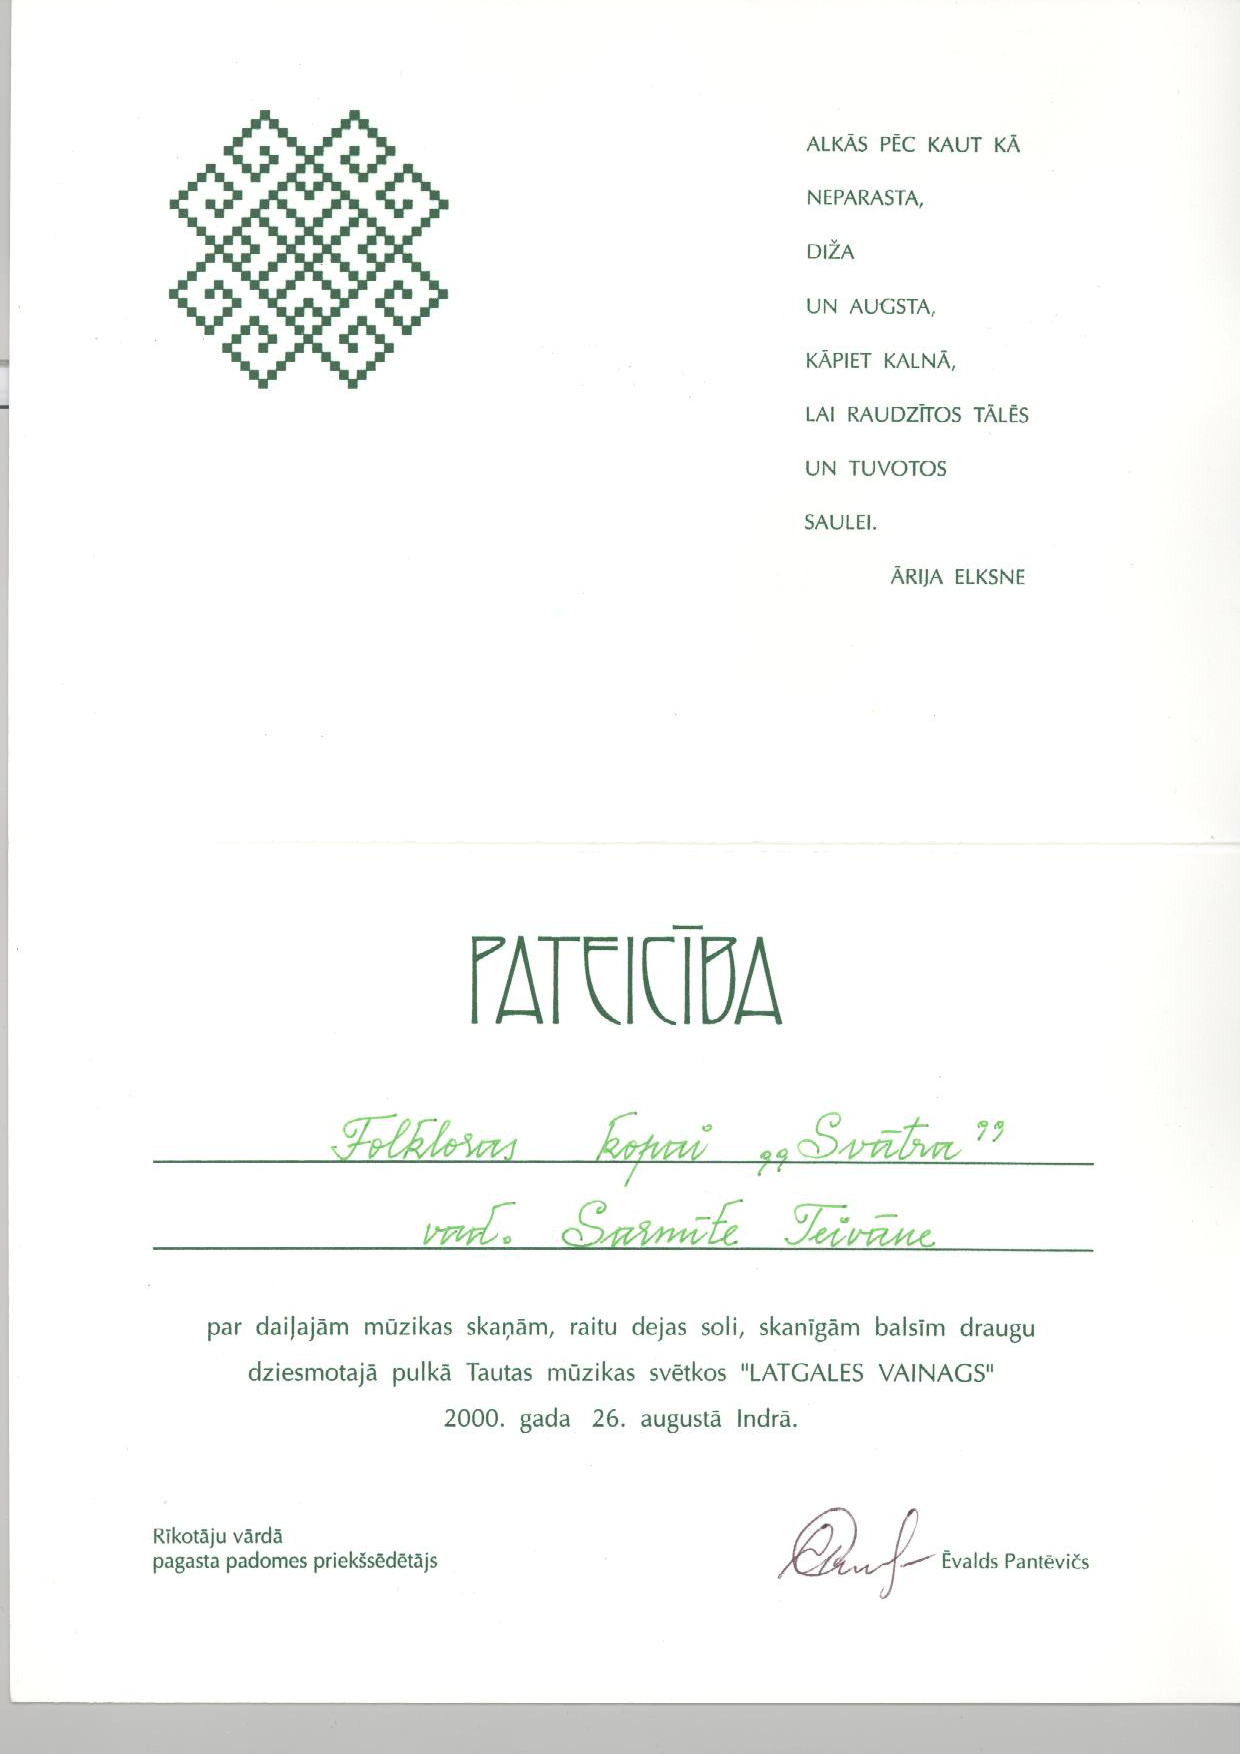 ALKĀS PĒC KAUT KĀ
NEPARASTA,
DIŽA
UN AUGSTA,
KĀPIET KALNĀ,
LAI RAUDZĪTOS TĀLĒS
UN TUVOTOS
SAULEI.
ĀRIJA ELKSNE
PATEICĪBA
Folkloras kopai „Svātra”
vad. Sarmīte Teivāne
par daiļajām mūzikas skaņām, raitu dejas soli, skanīgām balsīm draugu
dziesmotajā pulkā Tautas mūzikas svētkos "LATGALES VAINAGS"
2000. gada 26. augustā Indrā.
Rīkotāju vārdā
pagasta padomes priekšsēdētājs
Ēvalds Pantēvičs